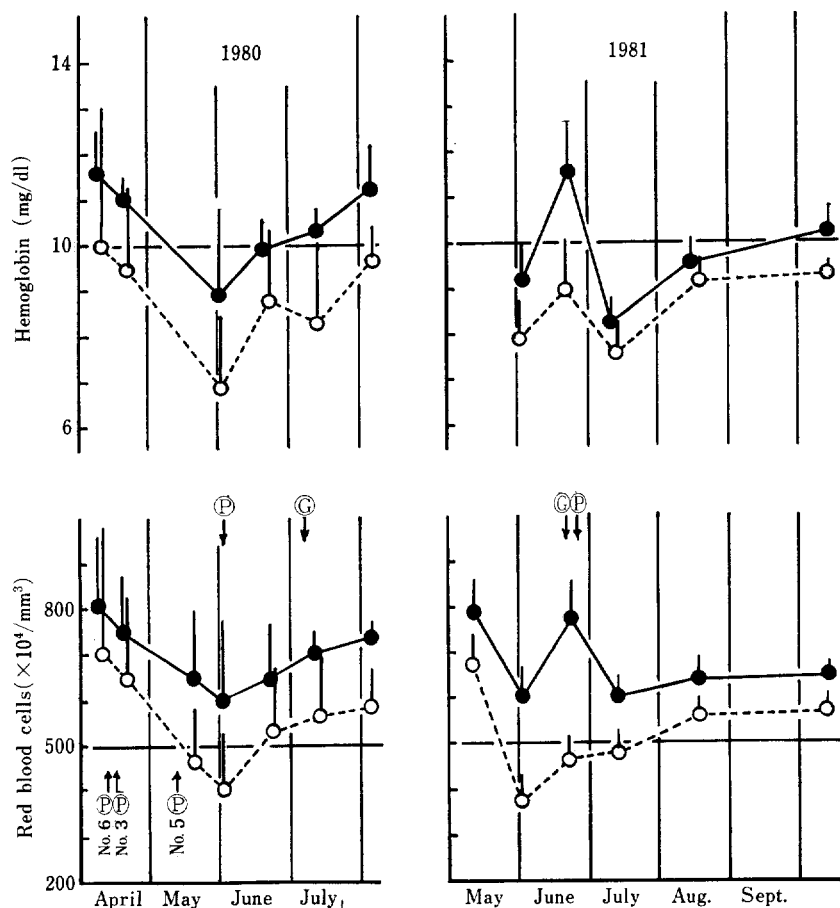 1980
1981
14
10
6
Hemoglobin (mg/dl)
Ⓟ
Ⓖ
ⒼⓅ
800
500
200
Red blood cells(×10⁴/mm³)
No. 6 Ⓟ
No. 3 Ⓟ
No. 5 Ⓟ
April May June July
May June July Aug. Sept.